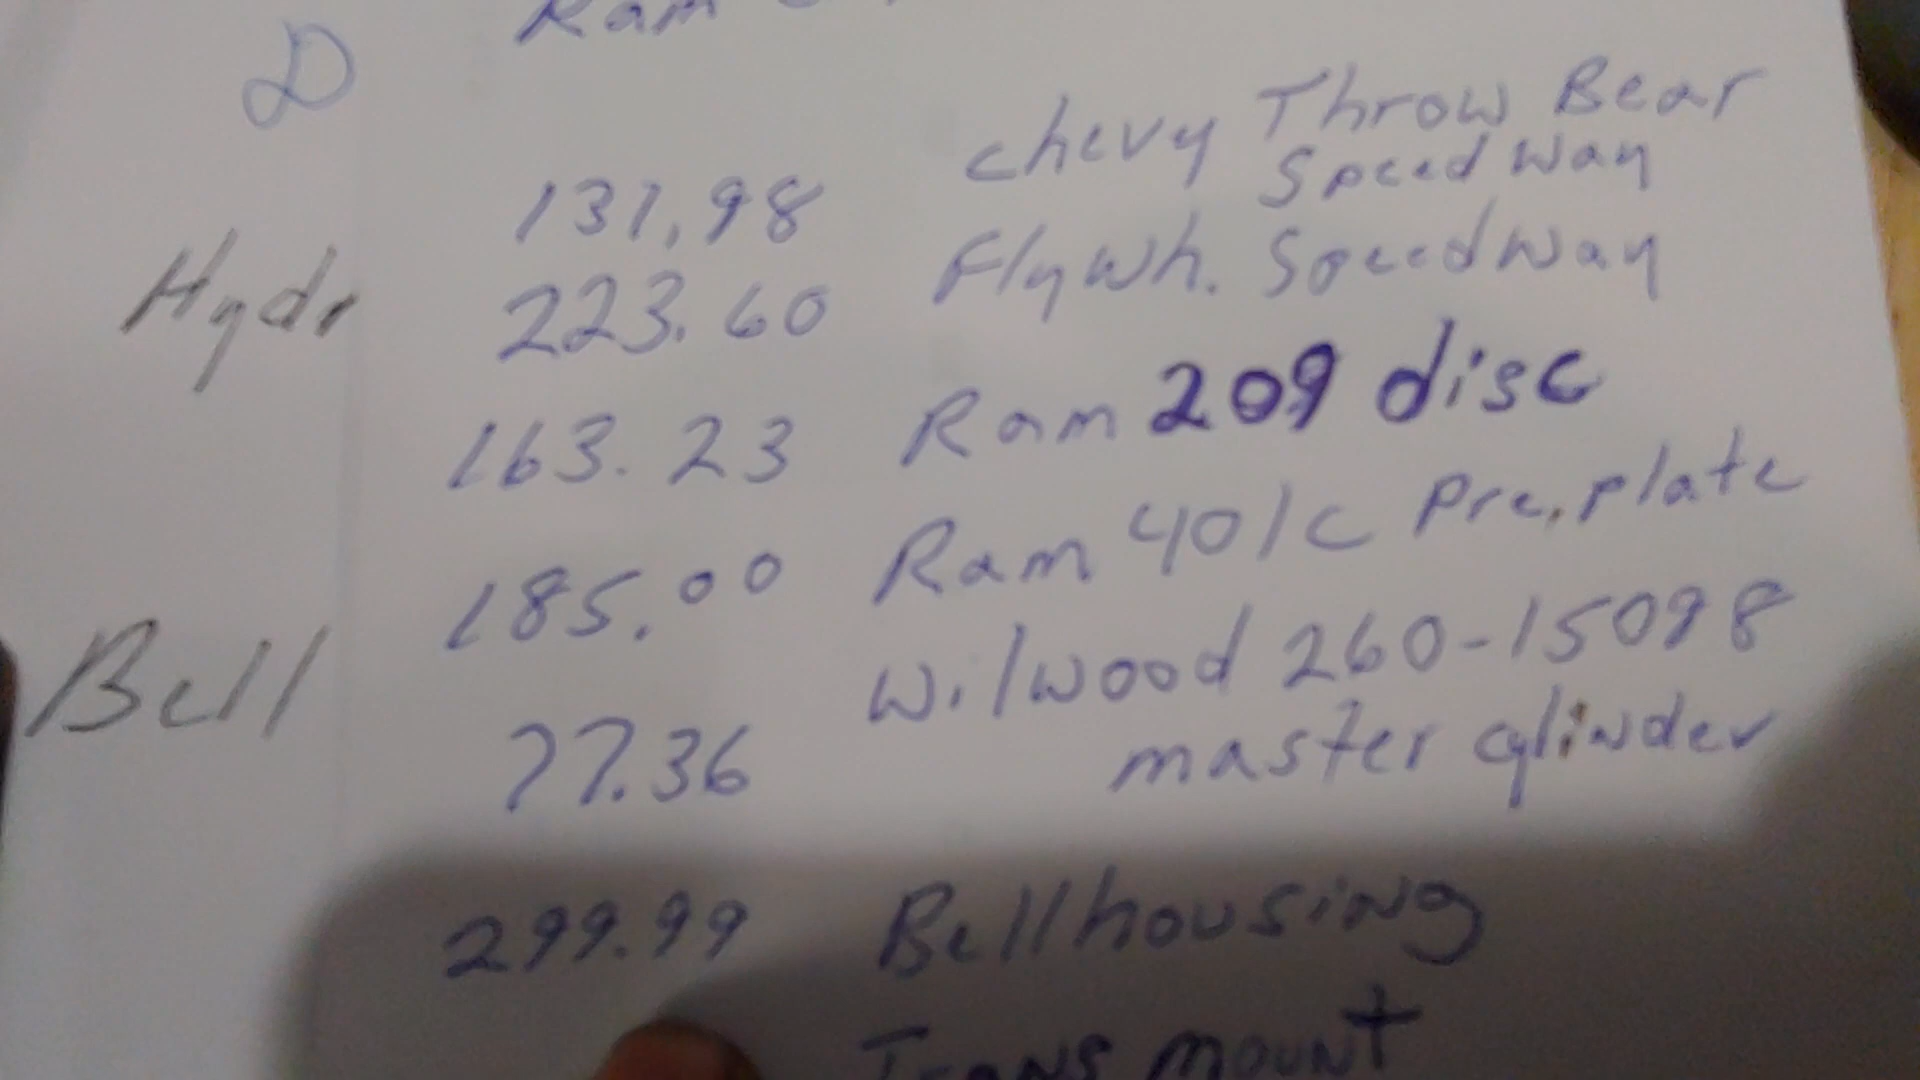 Ram
D
chevy Throw Bear
131.98 Speedway
Hydr 223.60 Flywh. Speedway
163.23 Ram 209 disc
185.00 Ram 401C Pre. plate
Bell Wilwood 260-15098
77.36 master cylinder
299.99 Bellhousing
Trans mount